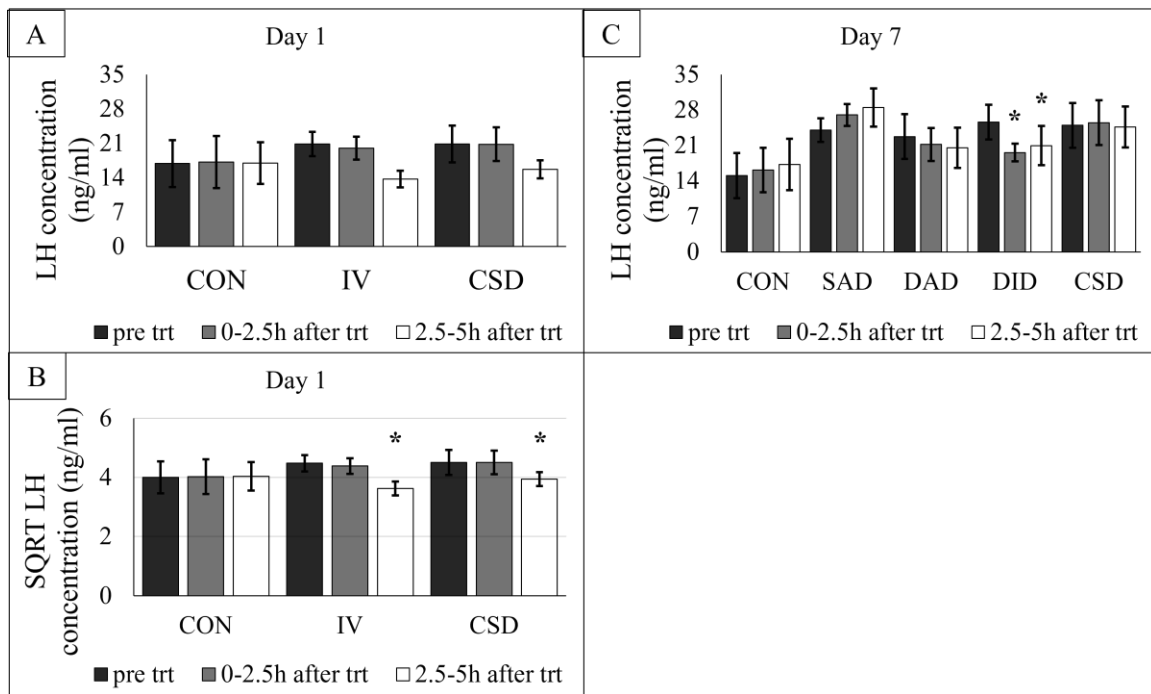 A
Day 1
LH concentration
(ng/ml)
35
28
21
14
7
0
CON IV CSD
pre trt 0-2.5h after trt 2.5-5h after trt
C
Day 7
LH concentration
(ng/ml)
35
28
21
14
7
0
* *
CON SAD DAD DID CSD
pre trt 0-2.5h after trt 2.5-5h after trt
B
Day 1
SQRT LH
concentration (ng/ml)
6
4
2
0
* *
CON IV CSD
pre trt 0-2.5h after trt 2.5-5h after trt